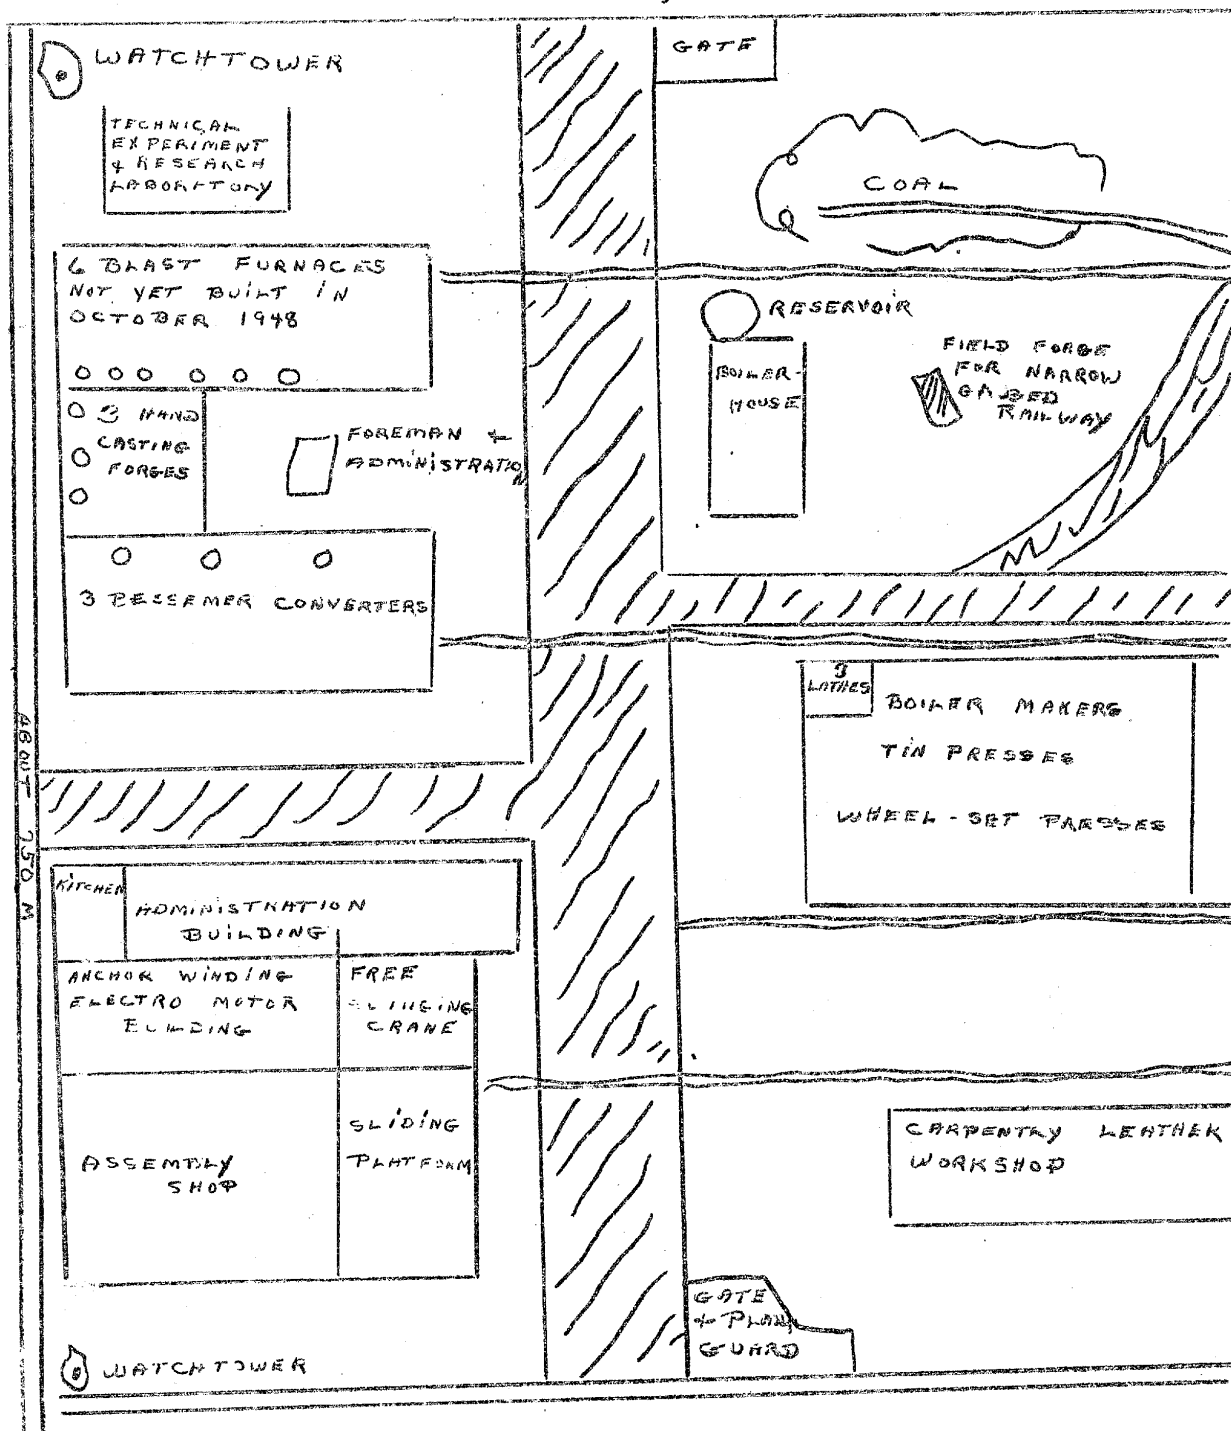 WATCHTOWER
GATE
TECHNICAL
EXPERIMENT
& RESEARCH
LABORATORY
COAL
6 BLAST FURNACES
NOT YET BUILT IN
OCTOBER 1948
RESERVOIR
BOILER-
HOUSE
FIELD FORGE
FOR NARROW
GAUGED
RAILWAY
3 HAND
CASTING
FORGES
FOREMAN &
ADMINISTRATION
3 BESSEMER CONVERTERS
3
LATHES
BOILER MAKERS
TIN PRESSES
WHEEL-SET PRESSES
ABOUT 750 M
KITCHEN
ADMINISTRATION
BUILDING
ANCHOR WINDING
ELECTRO MOTOR
BUILDING
FREE
CRANE
ASSEMBLY
SHOP
SLIDING
PLATFORM
CARPENTRY LEATHER
WORKSHOP
GATE
& PLANT
GUARD
WATCHTOWER